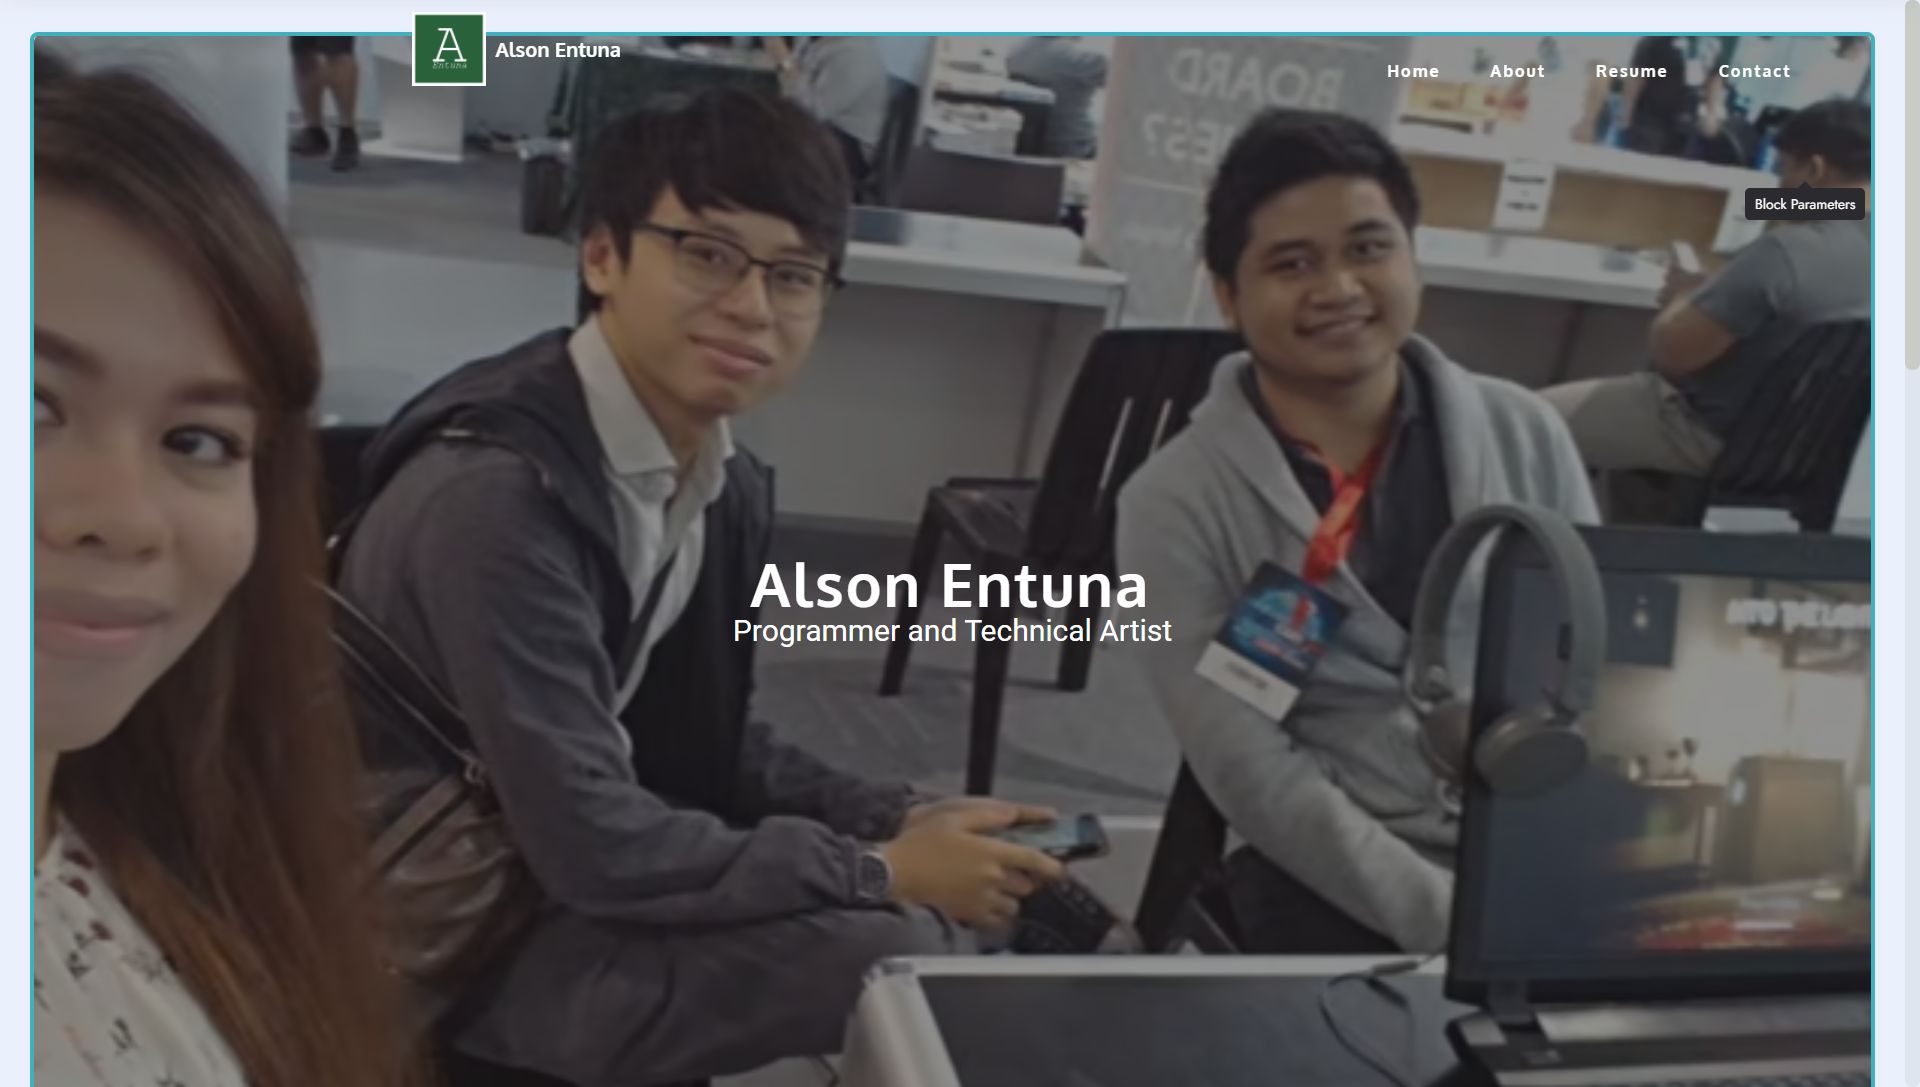 A
Entuna
Alson Entuna
Home
About
Resume
Contact
BOARD
Block Parameters
Alson Entuna
Programmer and Technical Artist